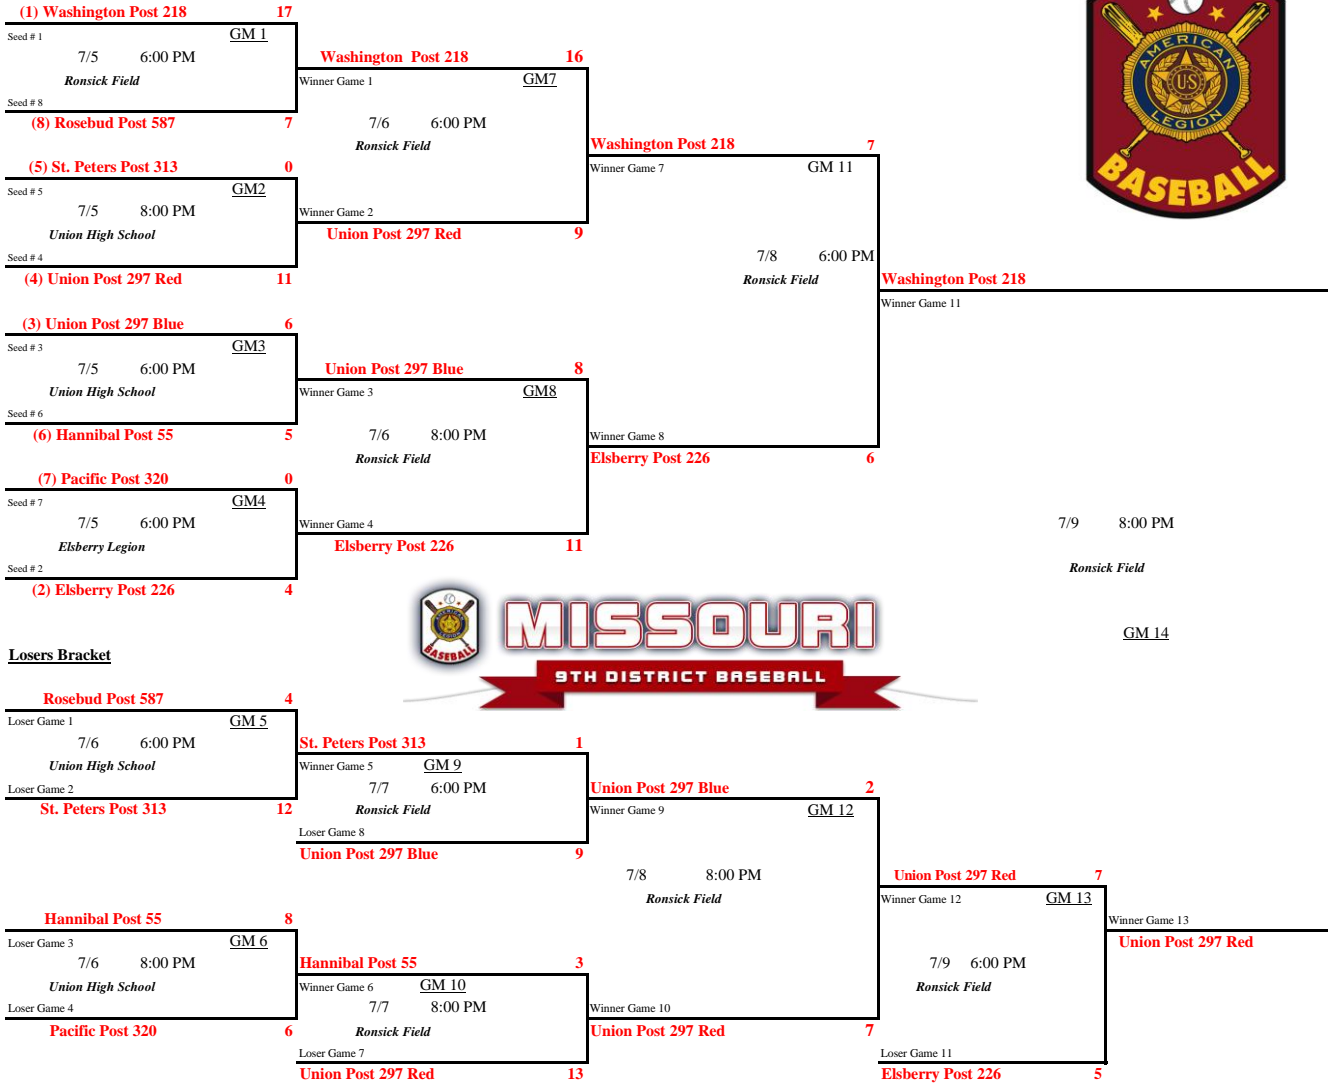 (1) Washington Post 218 17
Seed # 1 GM 1
7/5 6:00 PM
Ronsick Field
Seed # 8
(8) Rosebud Post 587 7
(5) St. Peters Post 313 0
Seed # 5 GM2
7/5 8:00 PM
Union High School
Seed # 4
(4) Union Post 297 Red 11
(3) Union Post 297 Blue 6
Seed # 3 GM3
7/5 6:00 PM
Union High School
Seed # 6
(6) Hannibal Post 55 5
(7) Pacific Post 320 0
Seed # 7 GM4
7/5 6:00 PM
Elsberry Legion
Seed # 2
(2) Elsberry Post 226 4
Washington Post 218 16
Winner Game 1 GM7
7/6 6:00 PM
Ronsick Field
Winner Game 2
Union Post 297 Red 9
Union Post 297 Blue 8
Winner Game 3 GM8
7/6 8:00 PM
Ronsick Field
Winner Game 4
Elsberry Post 226 11
Washington Post 218 7
Winner Game 7 GM 11
7/8 6:00 PM
Ronsick Field
Winner Game 8
Elsberry Post 226 6
Washington Post 218
Winner Game 11
7/9 8:00 PM
Ronsick Field
GM 14
AMERICAN
US
LEGION
BASEBALL
AMERICAN
LEGION
BASEBALL
MISSOURI
9TH DISTRICT BASEBALL
Losers Bracket
Rosebud Post 587 4
Loser Game 1 GM 5
7/6 6:00 PM
Union High School
Loser Game 2
St. Peters Post 313 12
Hannibal Post 55 8
Loser Game 3 GM 6
7/6 8:00 PM
Union High School
Loser Game 4
Pacific Post 320 6
St. Peters Post 313 1
Winner Game 5 GM 9
7/7 6:00 PM
Ronsick Field
Loser Game 8
Union Post 297 Blue 9
Hannibal Post 55 3
Winner Game 6 GM 10
7/7 8:00 PM
Ronsick Field
Loser Game 7
Union Post 297 Red 13
Union Post 297 Blue 2
Winner Game 9 GM 12
7/8 8:00 PM
Ronsick Field
Winner Game 10
Union Post 297 Red 7
Union Post 297 Red 7
Winner Game 12 GM 13
7/9 6:00 PM
Ronsick Field
Loser Game 11
Elsberry Post 226 5
Winner Game 13
Union Post 297 Red